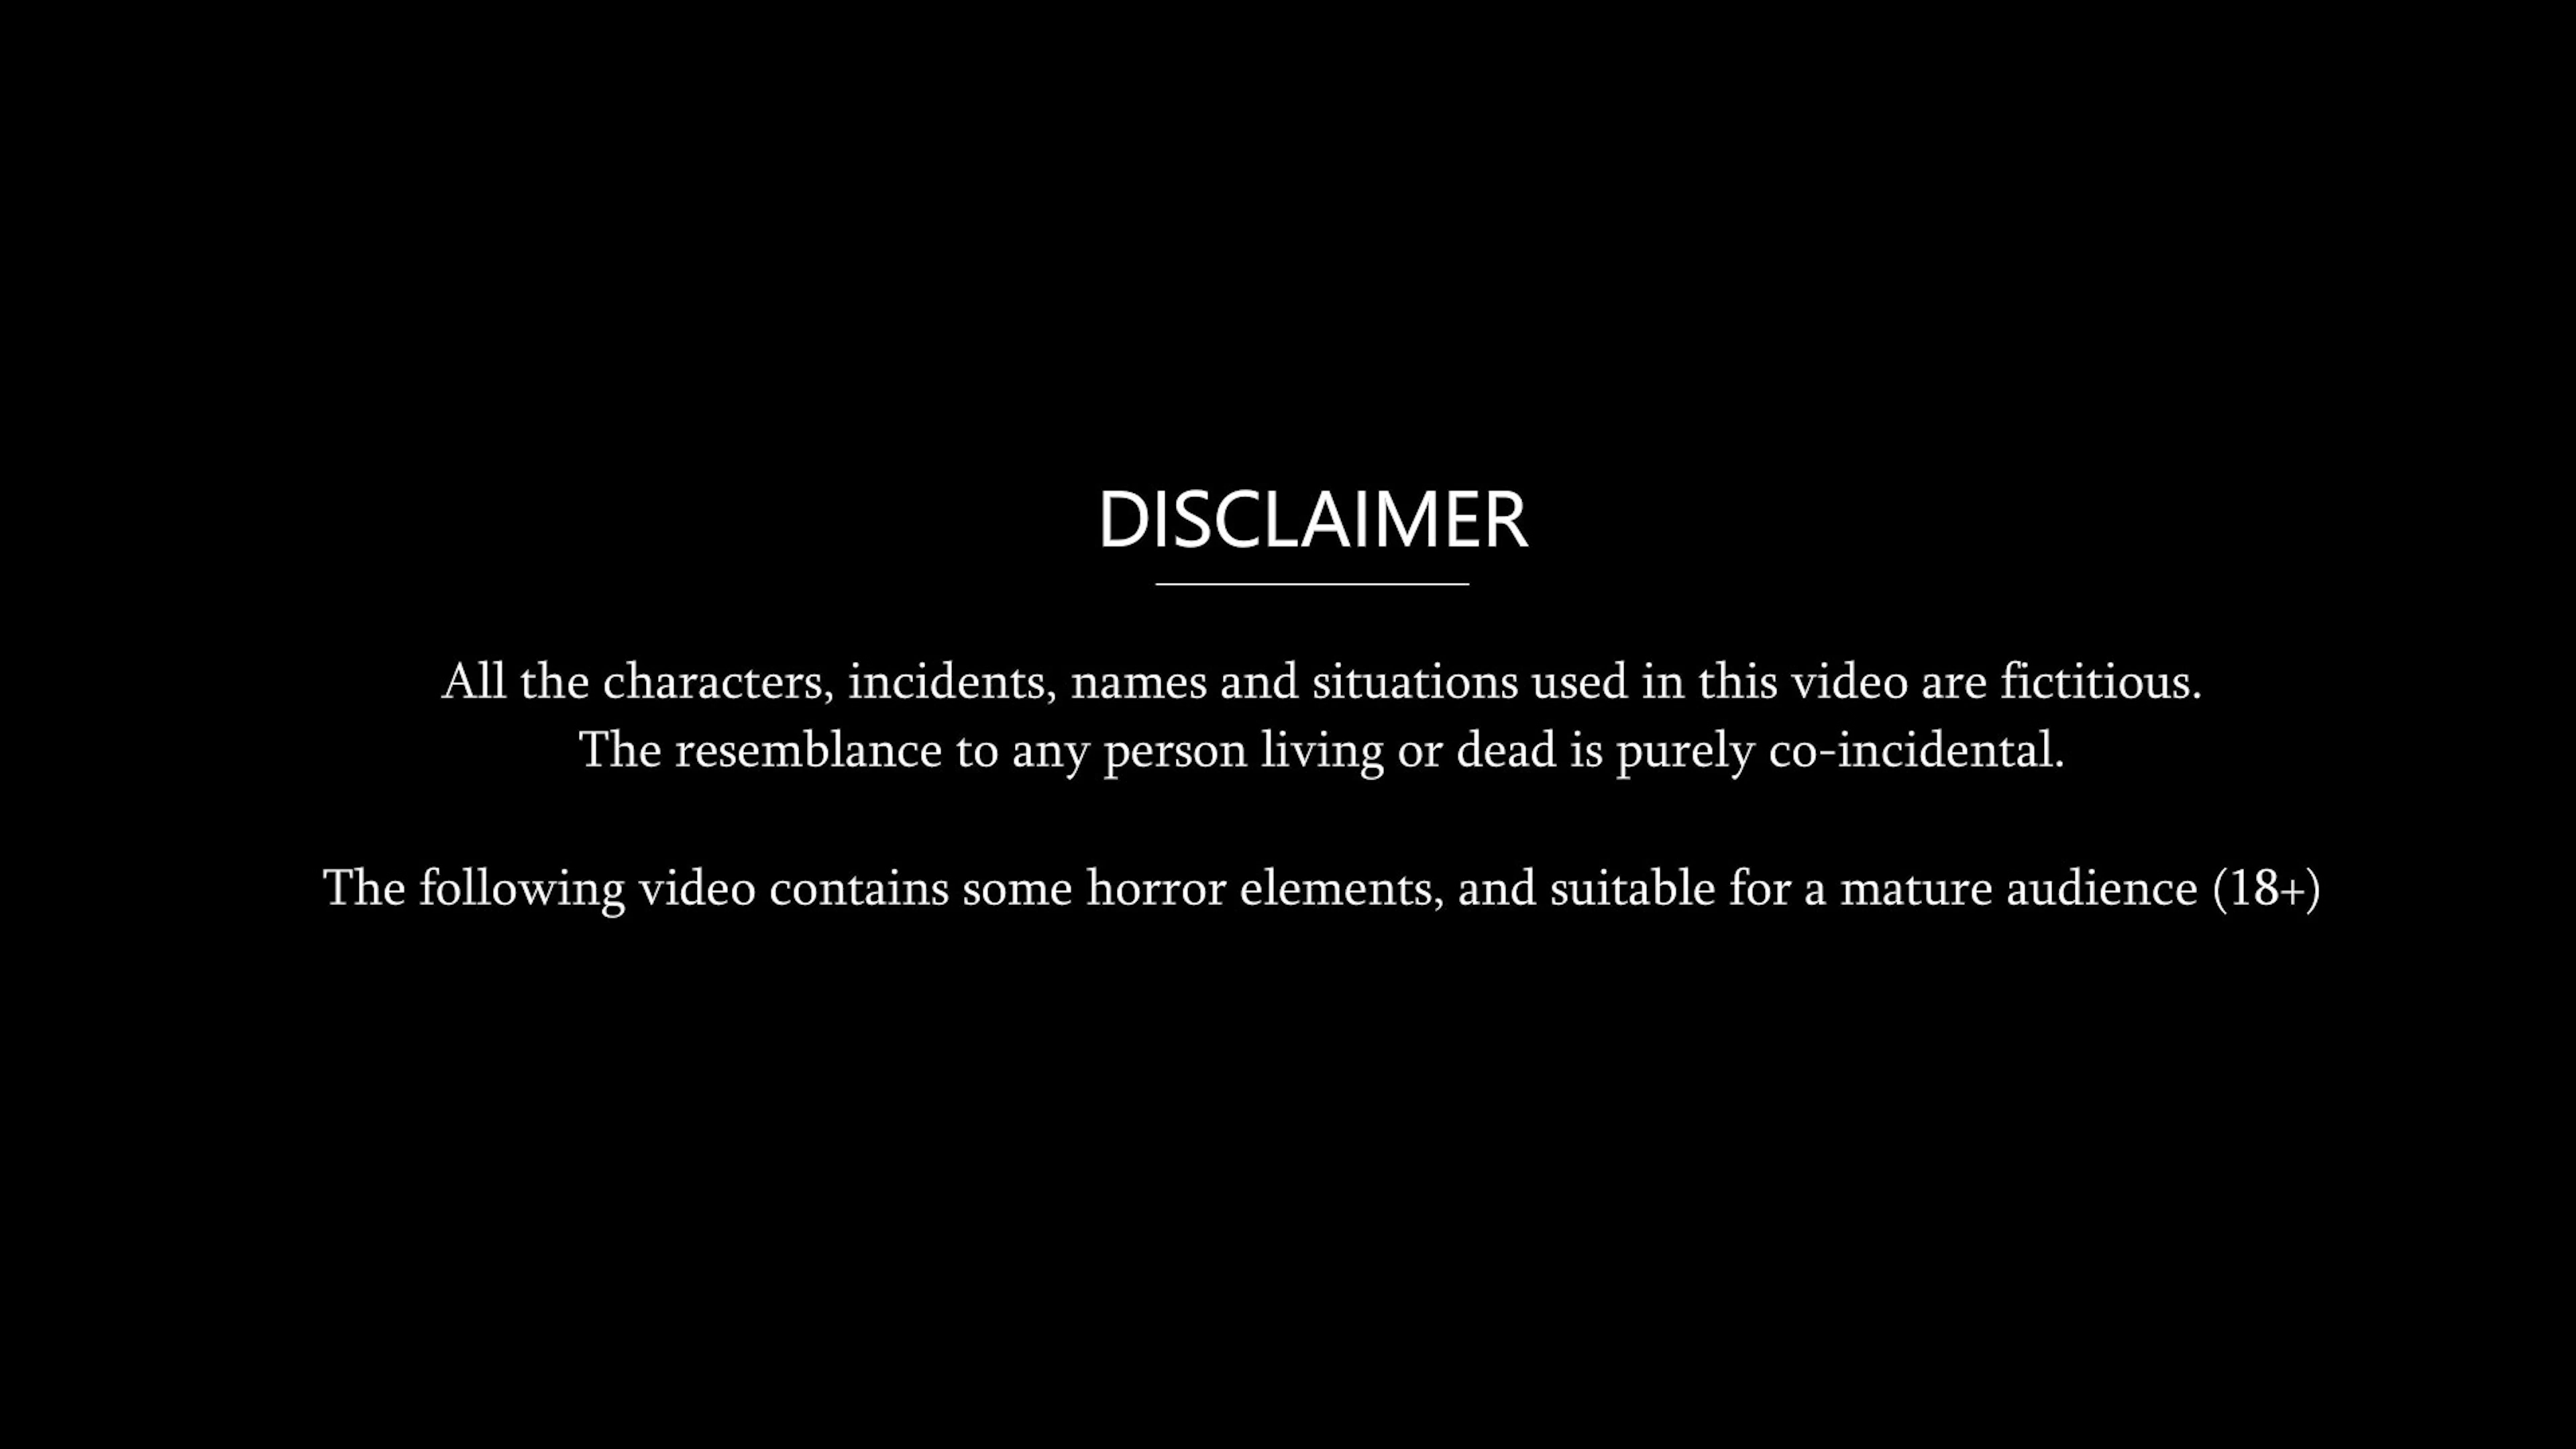 DISCLAIMER
All the characters, incidents, names and situations used in this video are fictitious.
The resemblance to any person living or dead is purely co-incidental.
The following video contains some horror elements, and suitable for a mature audience (18+)